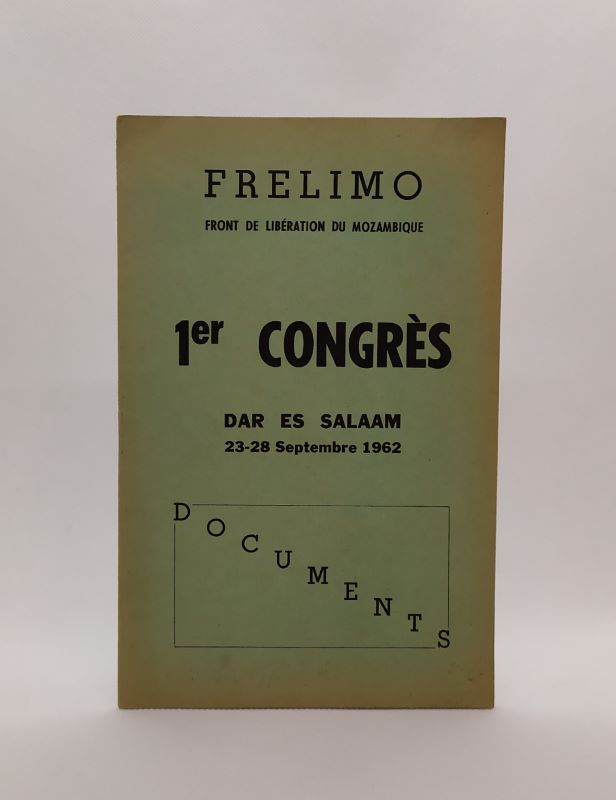 FRELIMO
FRONT DE LIBÉRATION DU MOZAMBIQUE
1er CONGRÈS
DAR ES SALAAM
23-28 Septembre 1962
DOCUMENTS